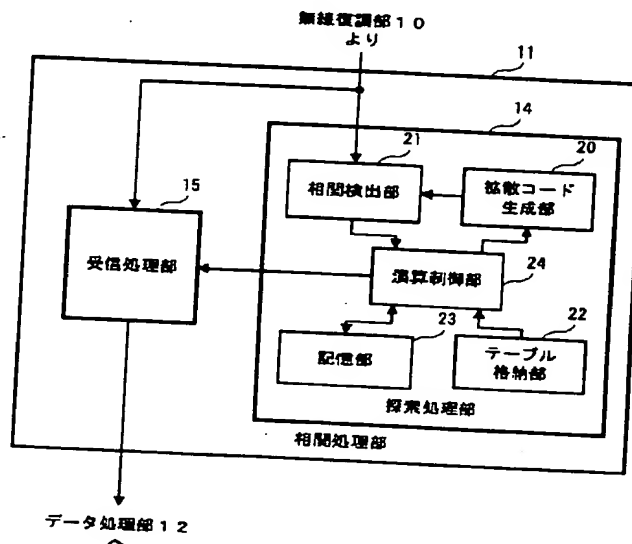 無線復調部10
より
11
14
21
20
相関検出部
拡散コード
生成部
15
受信処理部
演算制御部
24
23
22
記憶部
テーブル
格納部
探索処理部
相関処理部
データ処理部12